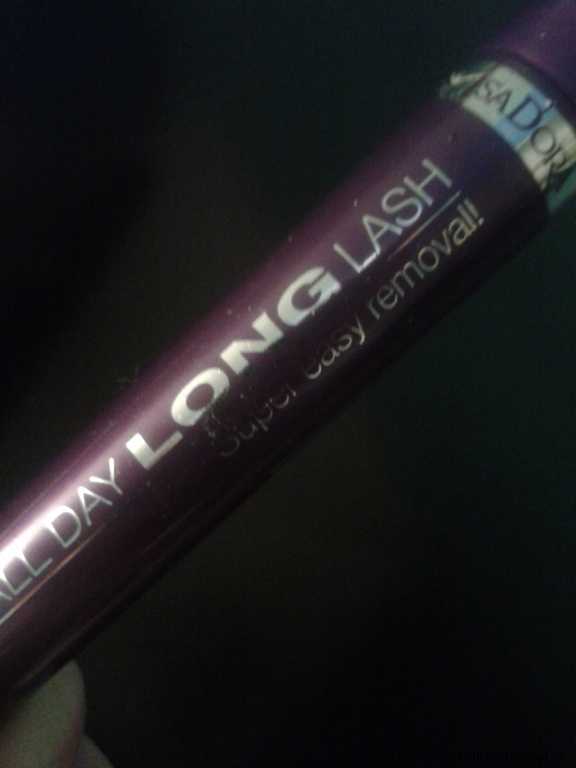 ISADORA
ALL DAY LONG LASH
Super easy removal!